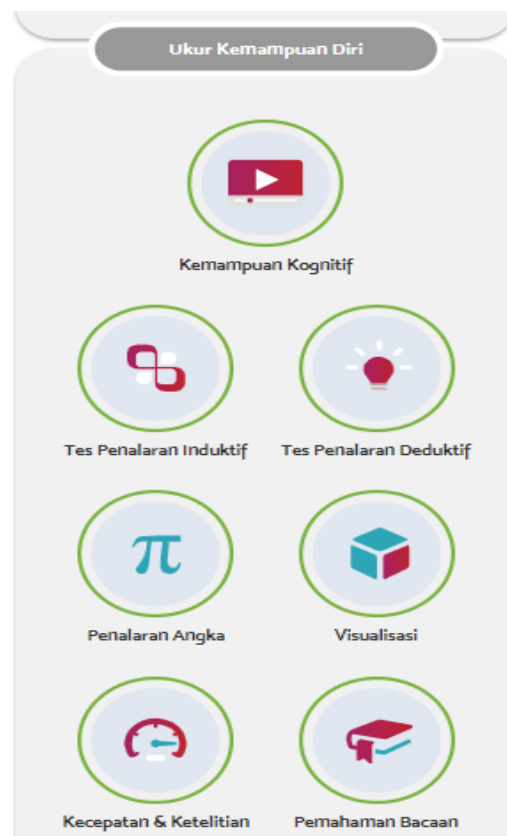 Ukur Kemampuan Diri
Kemampuan Kognitif
Tes Penalaran Induktif
Tes Penalaran Deduktif
π
Penalaran Angka
Visualisasi
Kecepatan & Ketelitian
Pemahaman Bacaan